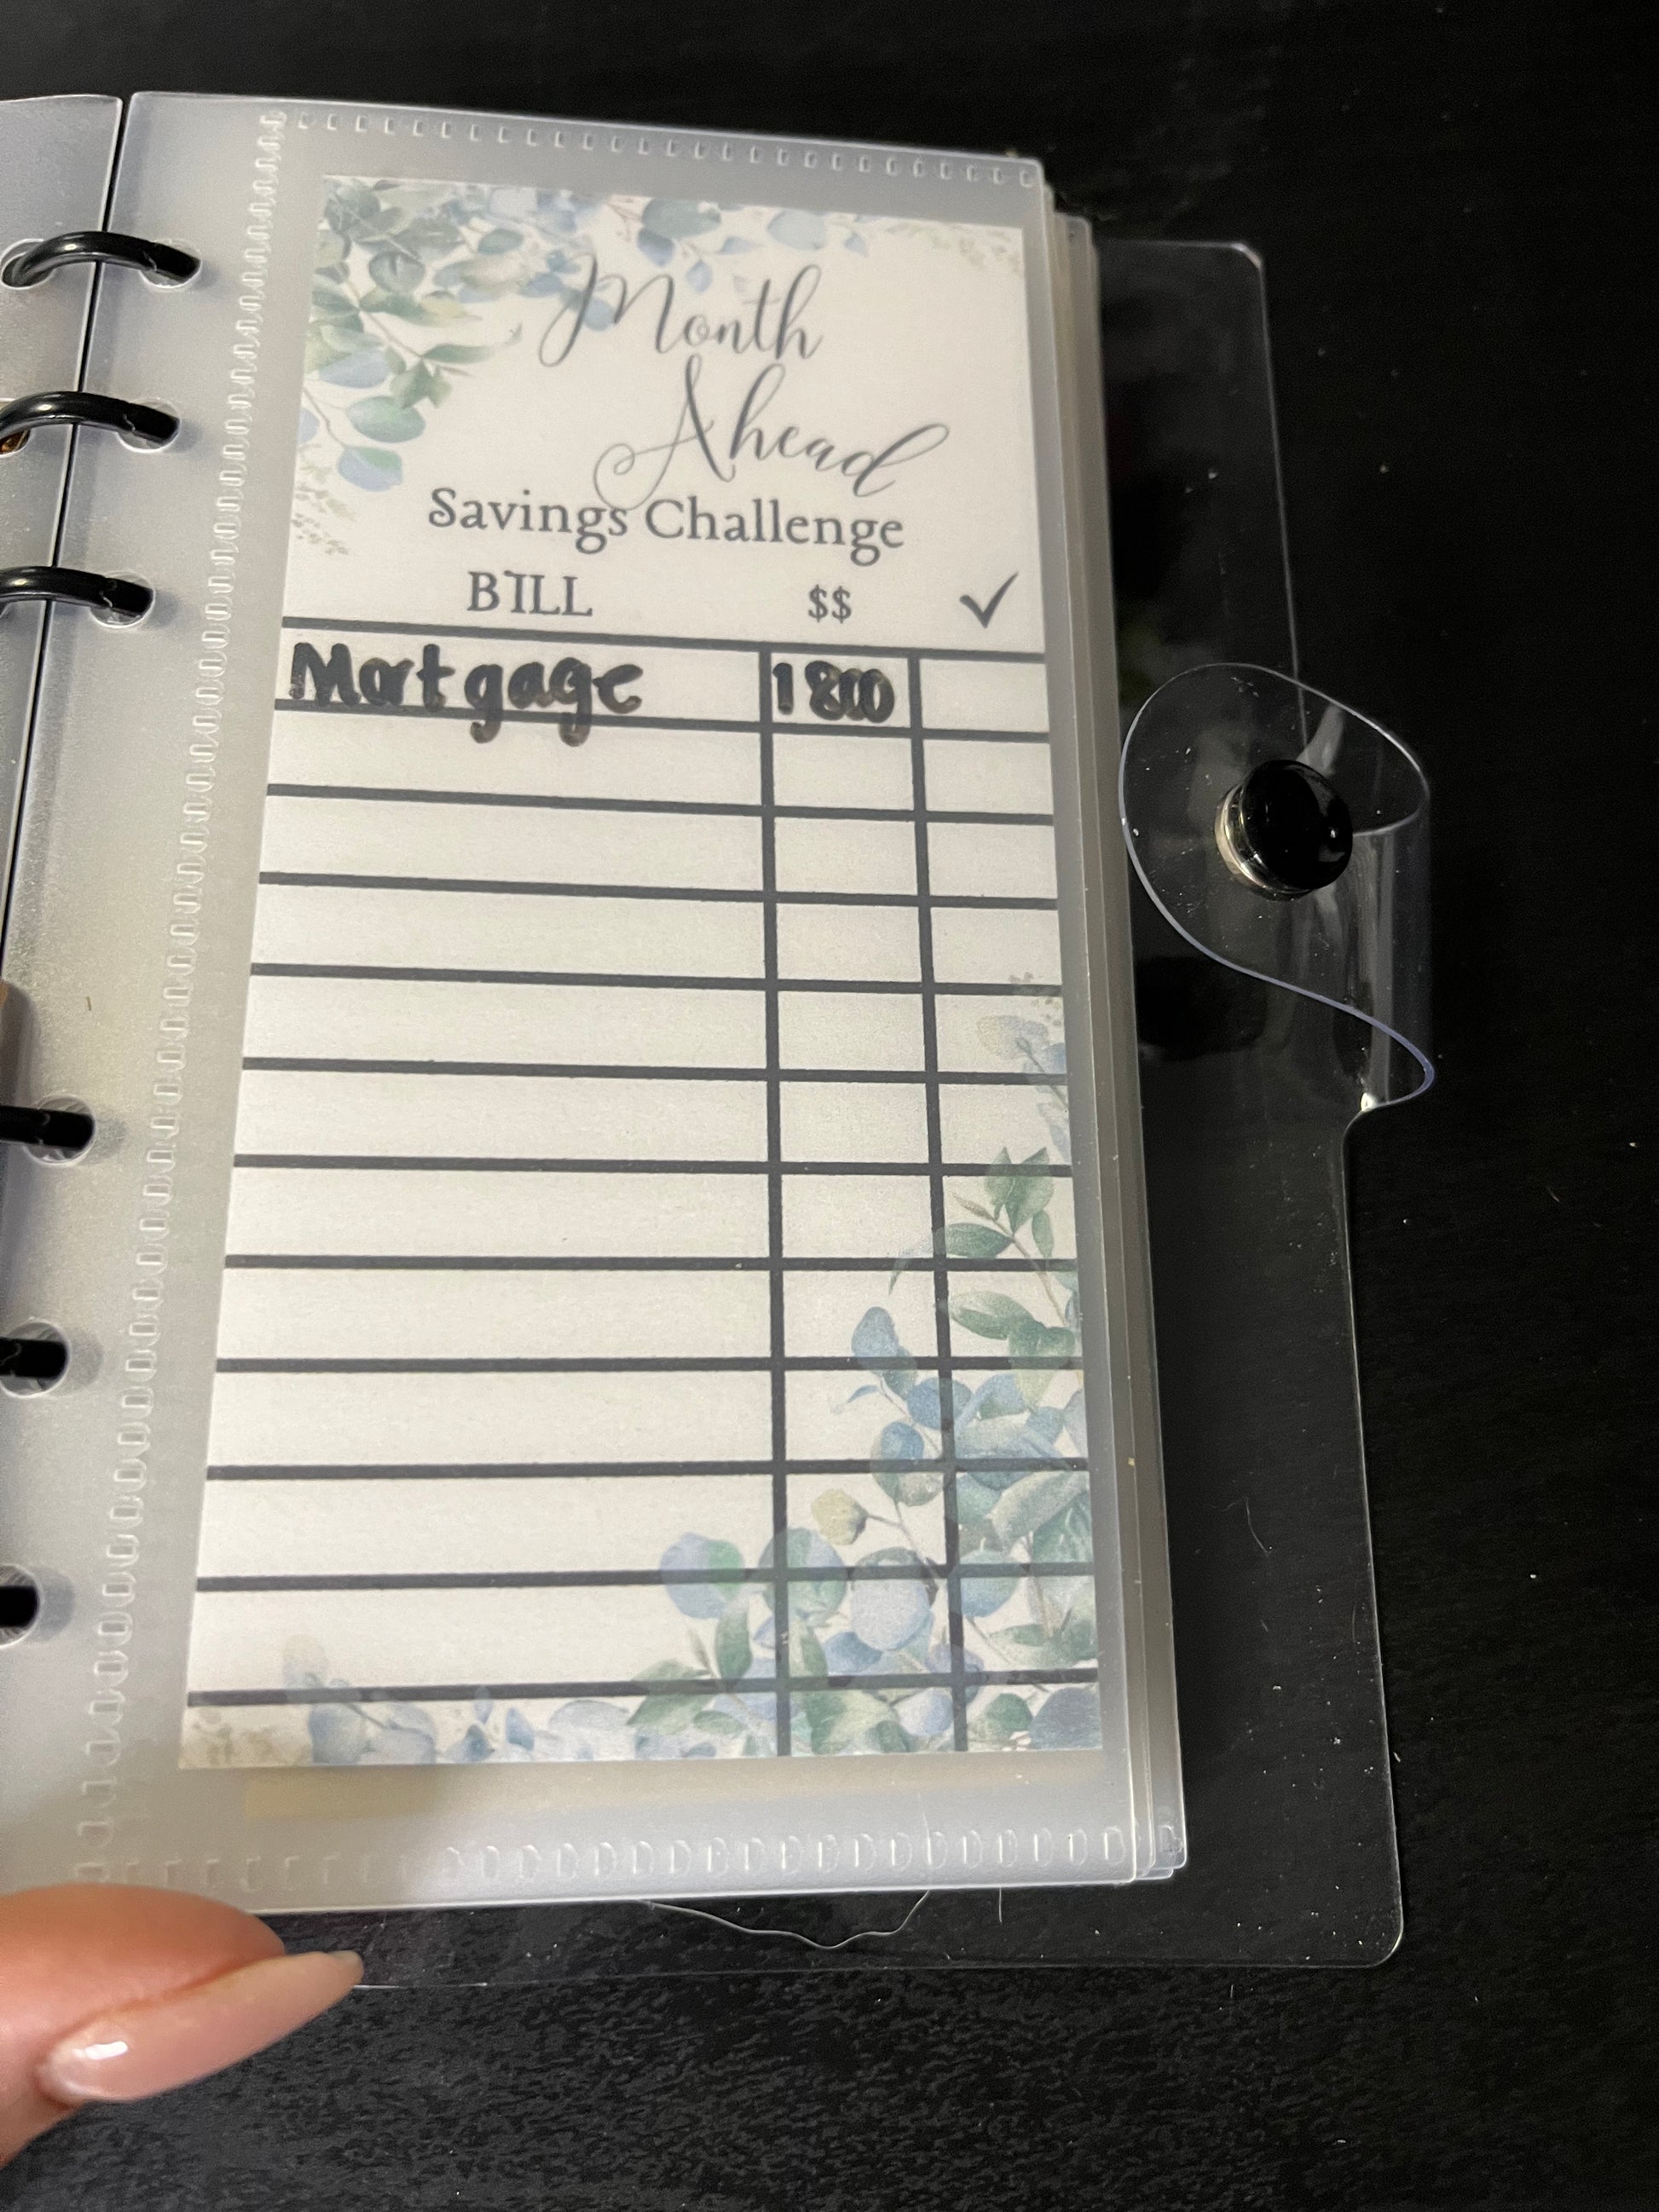 Month
Ahead
Savings Challenge
BILL $$ ✓
Mortgage 1800